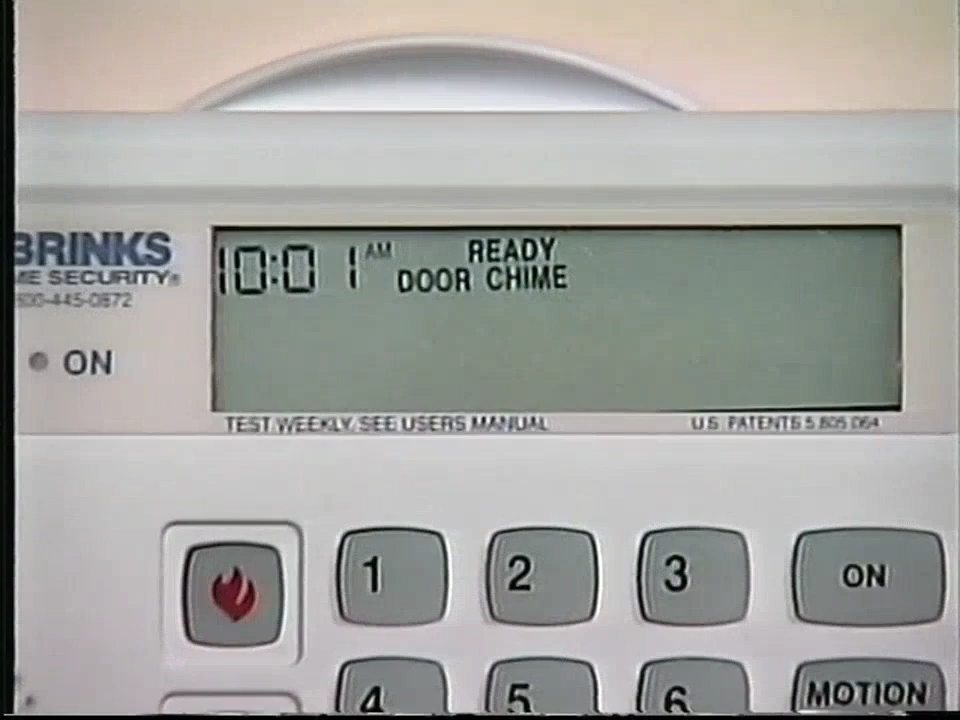 10:01 AM READY
DOOR CHIME
BRINKS
ME SECURITY®
800-445-0872
ON
TEST WEEKLY. SEE USERS MANUAL
U.S. PATENTS 5 805 064
1
2
3
ON
4
5
6
MOTION